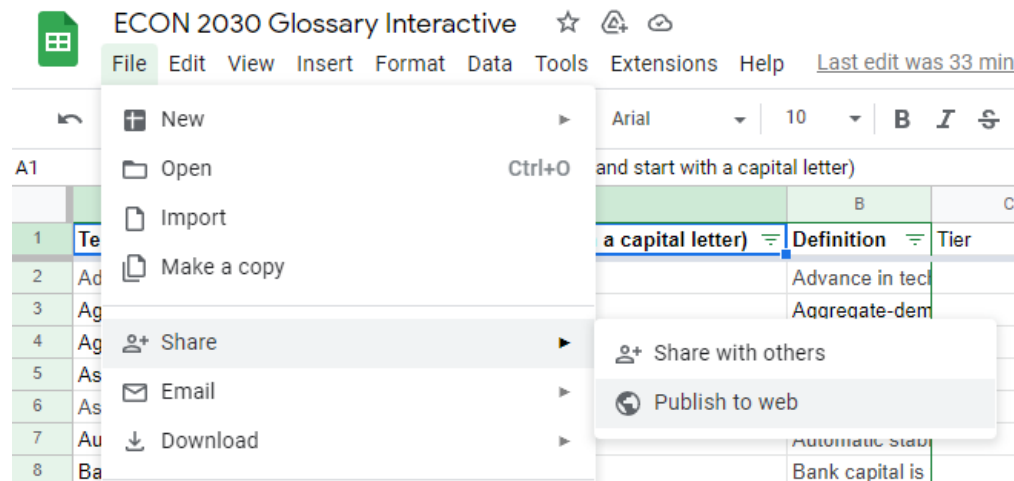 ECON 2030 Glossary Interactive
File Edit View Insert Format Data Tools Extensions Help Last edit was 33 min
New Arial 10 B I S
A1 Open Ctrl+O and start with a capital letter)
Import B C
1 Te a capital letter) Definition Tier
2 Ad Make a copy Advance in tech
3 Ag Aggregate-dem
4 Ag Share Share with others
5 As
6 As Email Publish to web
7 Au Download Automatic stabi
8 Ba Bank capital is